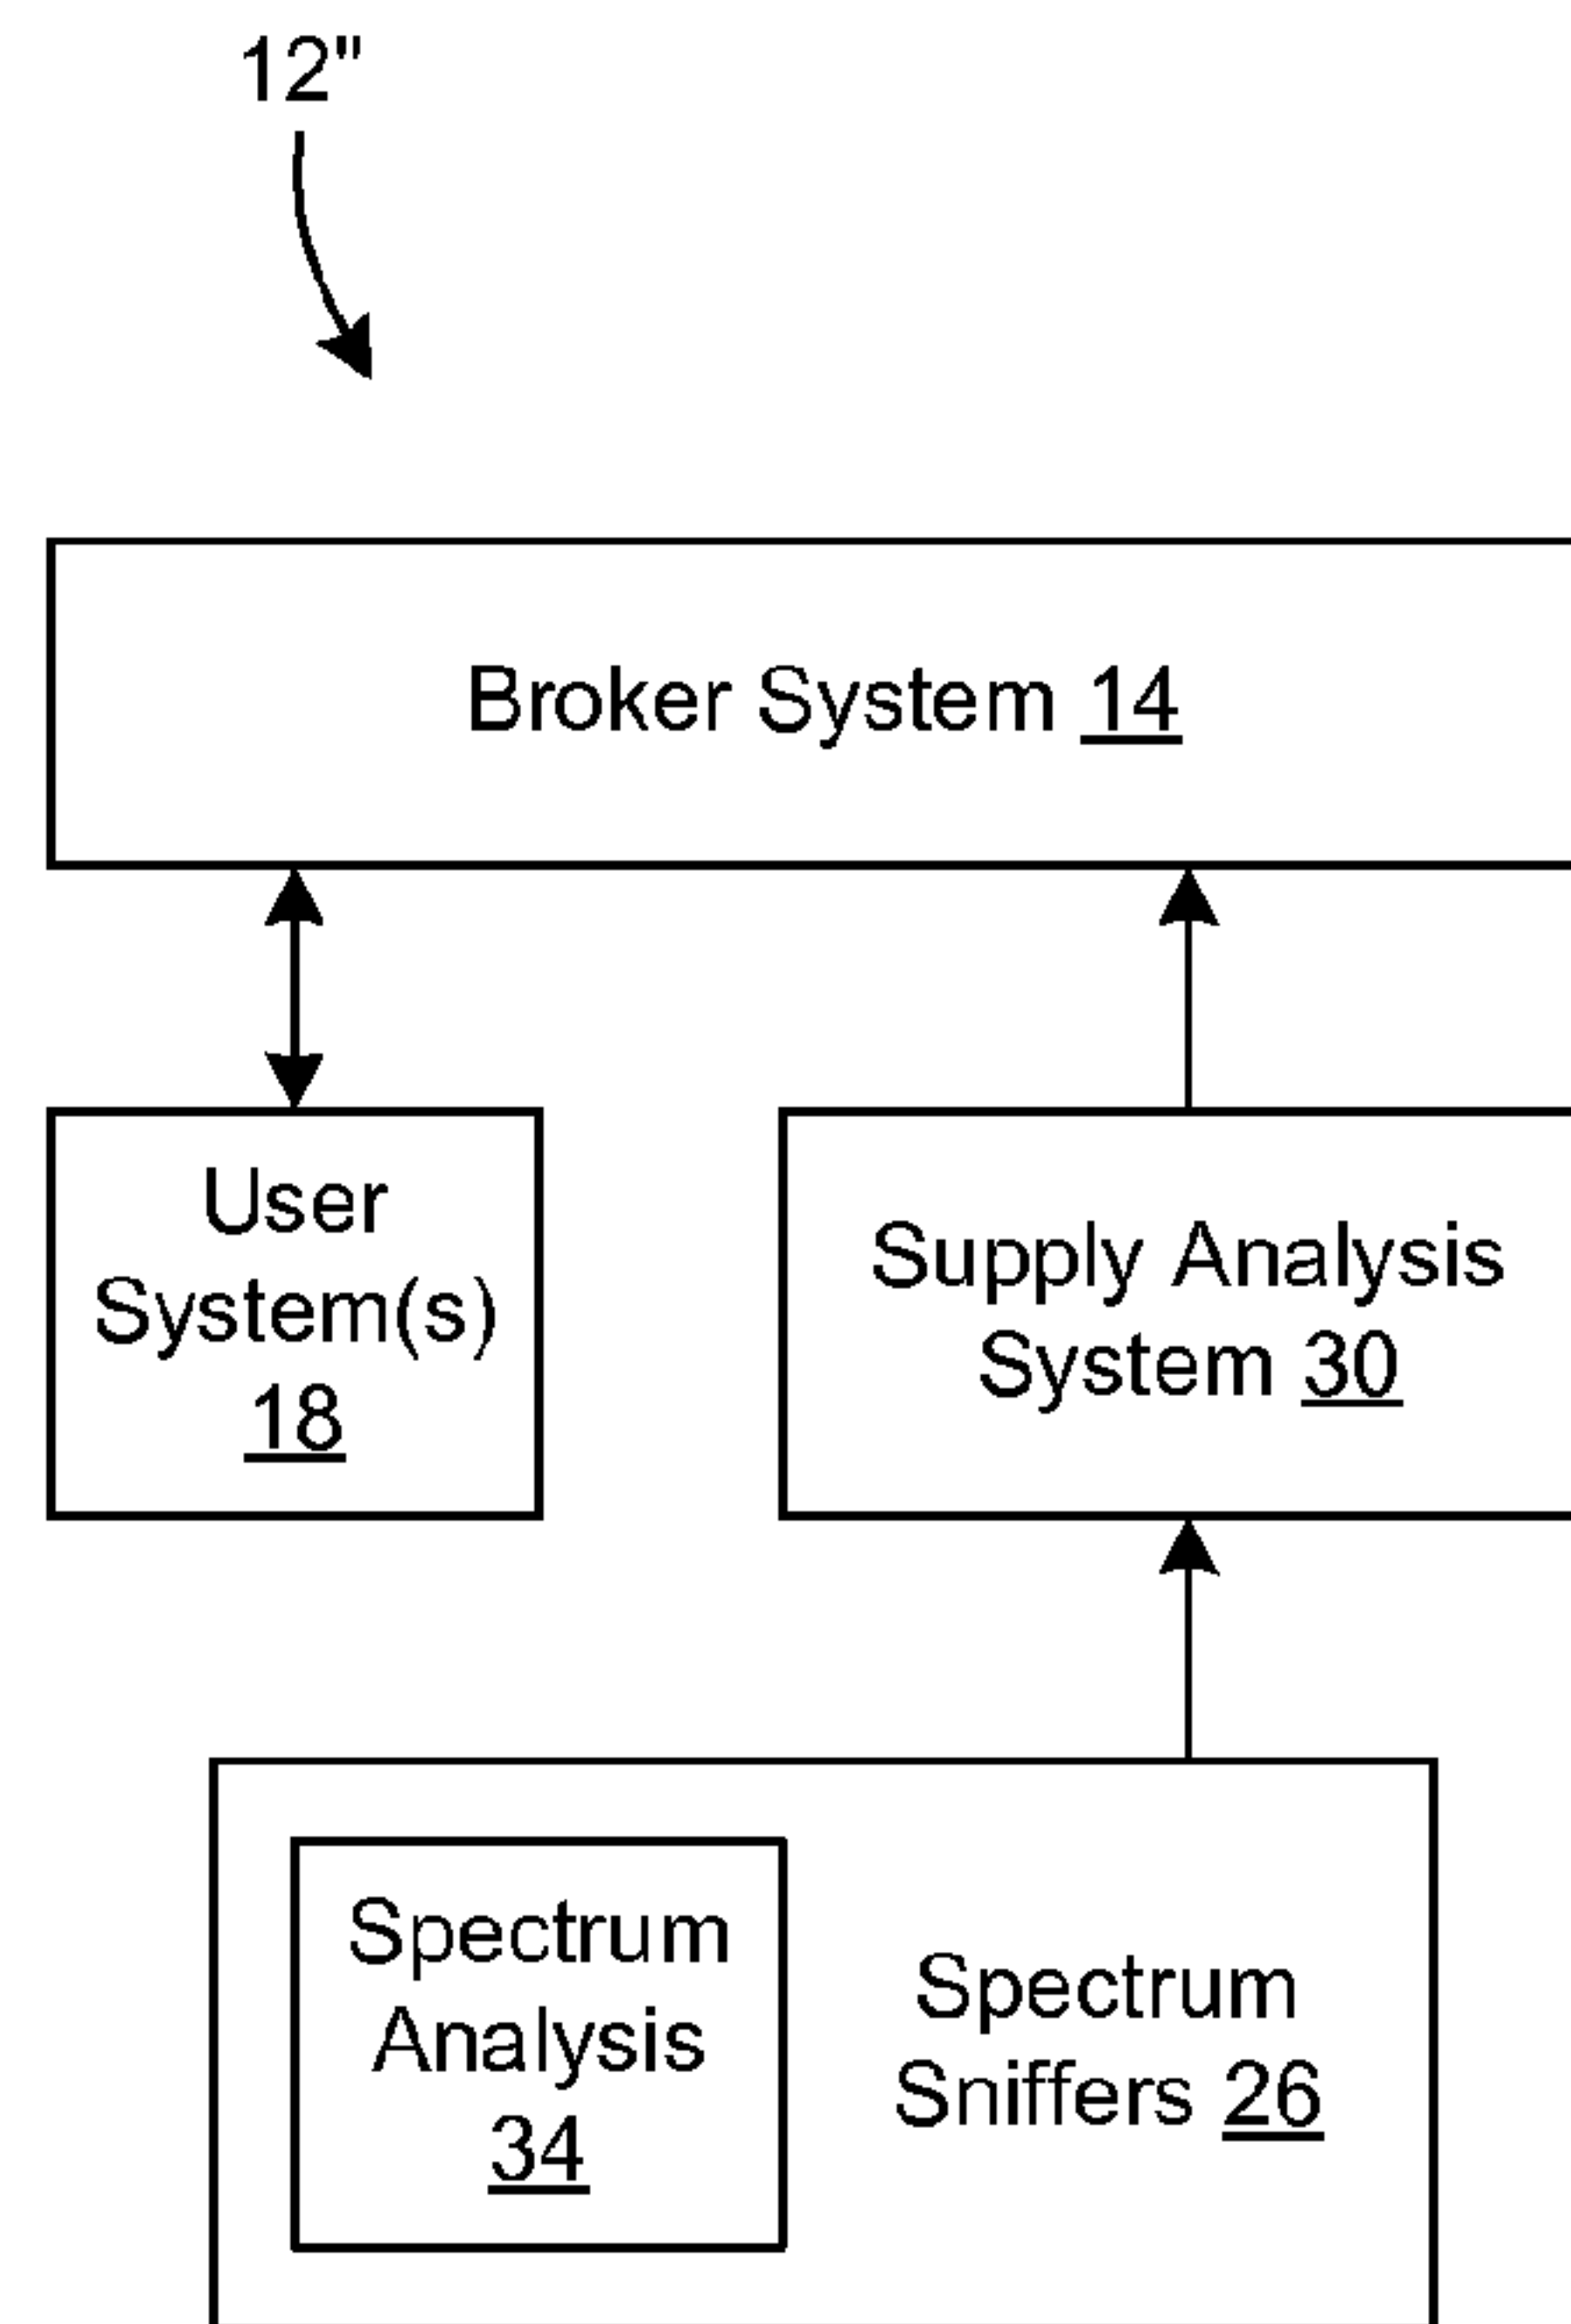 12"
Broker System 14
User
System(s)
18
Supply Analysis
System 30
Spectrum
Analysis
34
Spectrum
Sniffers 26